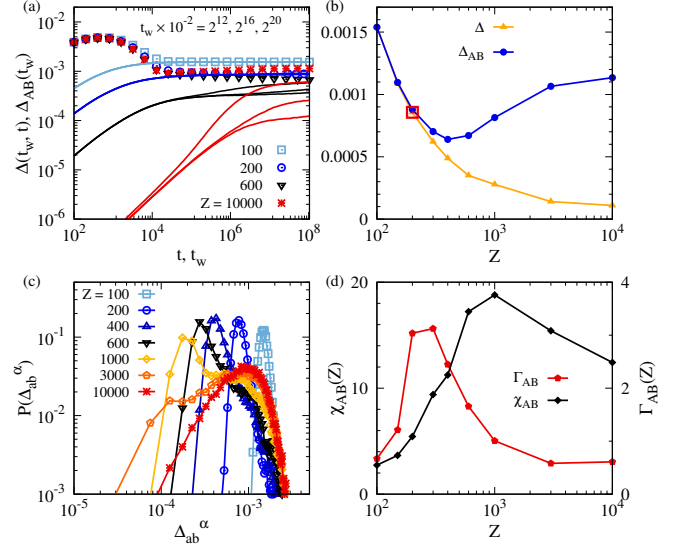 (a)
t_w × 10^-2 = 2^12, 2^16, 2^20
Δ(t_w, t), Δ_AB(t_w)
10^-2
10^-3
10^-4
10^-5
10^-6
100
200
600
Z = 10000
10^2 10^4 10^6 10^8
t, t_w
(b)
Δ
Δ_AB
0.0015
0.001
0.0005
0
10^2 10^3 10^4
Z
(c)
P(Δ_ab^α)
10^-1
10^-2
10^-3
Z = 100
200
400
600
1000
3000
10000
10^-5 10^-4 10^-3
Δ_ab^α
(d)
χ_AB(Z)
20
10
0
Γ_AB
χ_AB
4
3
2
1
0
Γ_AB(Z)
10^2 10^3 10^4
Z